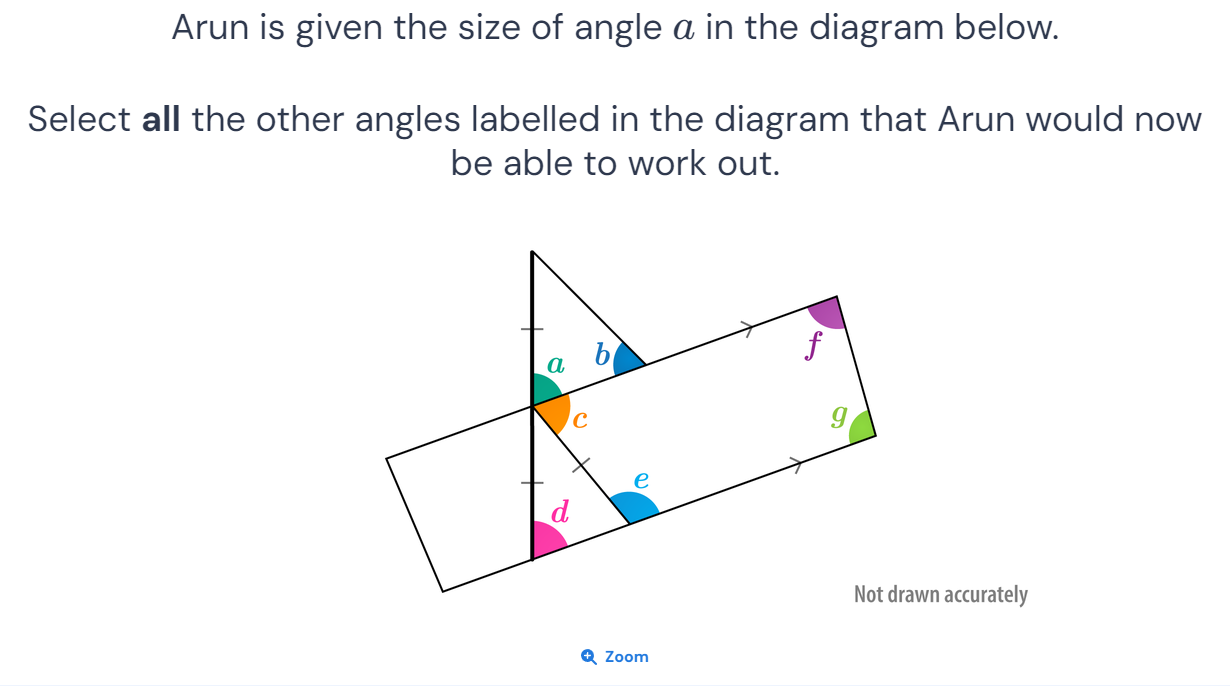 Arun is given the size of angle a in the diagram below.
Select all the other angles labelled in the diagram that Arun would now
be able to work out.
a
b
c
d
e
f
g
Not drawn accurately
Zoom